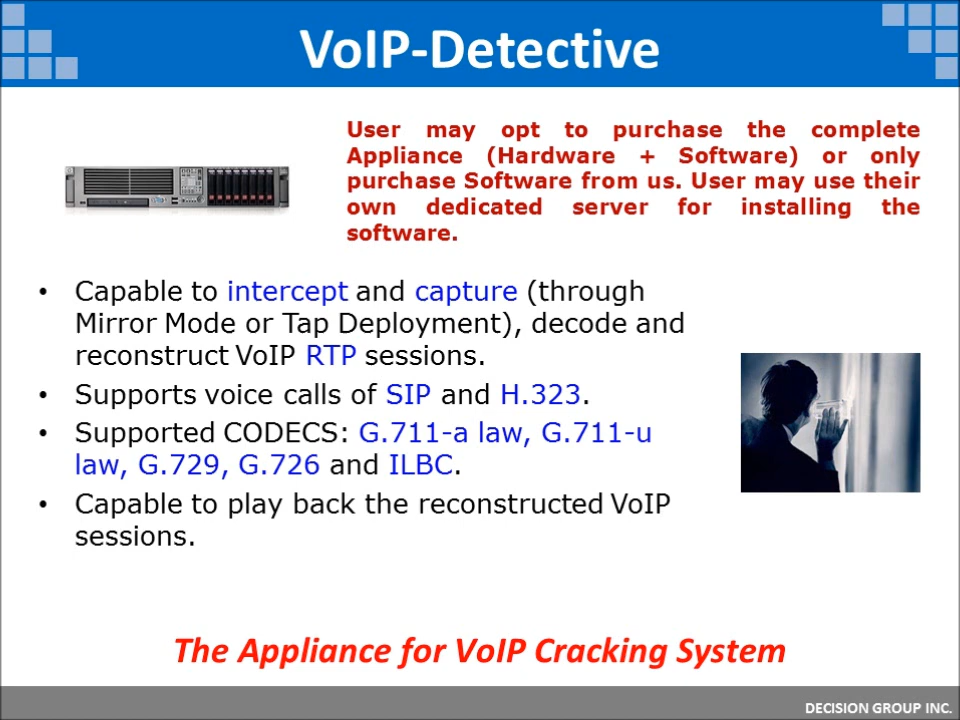 VoIP-Detective
User may opt to purchase the complete
Appliance (Hardware + Software) or only
purchase Software from us. User may use their
own dedicated server for installing the
software.
• Capable to intercept and capture (through
Mirror Mode or Tap Deployment), decode and
reconstruct VoIP RTP sessions.
• Supports voice calls of SIP and H.323.
• Supported CODECS: G.711-a law, G.711-u
law, G.729, G.726 and ILBC.
• Capable to play back the reconstructed VoIP
sessions.
The Appliance for VoIP Cracking System
DECISION GROUP INC.